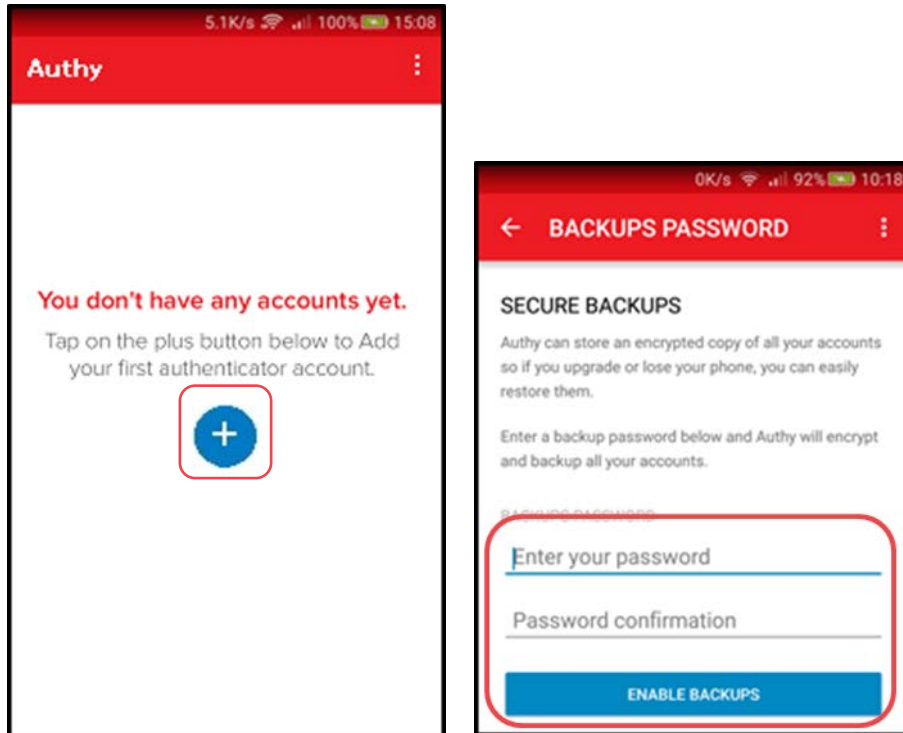 5.1K/s 100% 15:08
Authy
You don't have any accounts yet.
Tap on the plus button below to Add
your first authenticator account.
0K/s 92% 10:18
BACKUPS PASSWORD
SECURE BACKUPS
Authy can store an encrypted copy of all your accounts
so if you upgrade or lose your phone, you can easily
restore them.
Enter a backup password below and Authy will encrypt
and backup all your accounts.
BACKUPS PASSWORD
Enter your password
Password confirmation
ENABLE BACKUPS